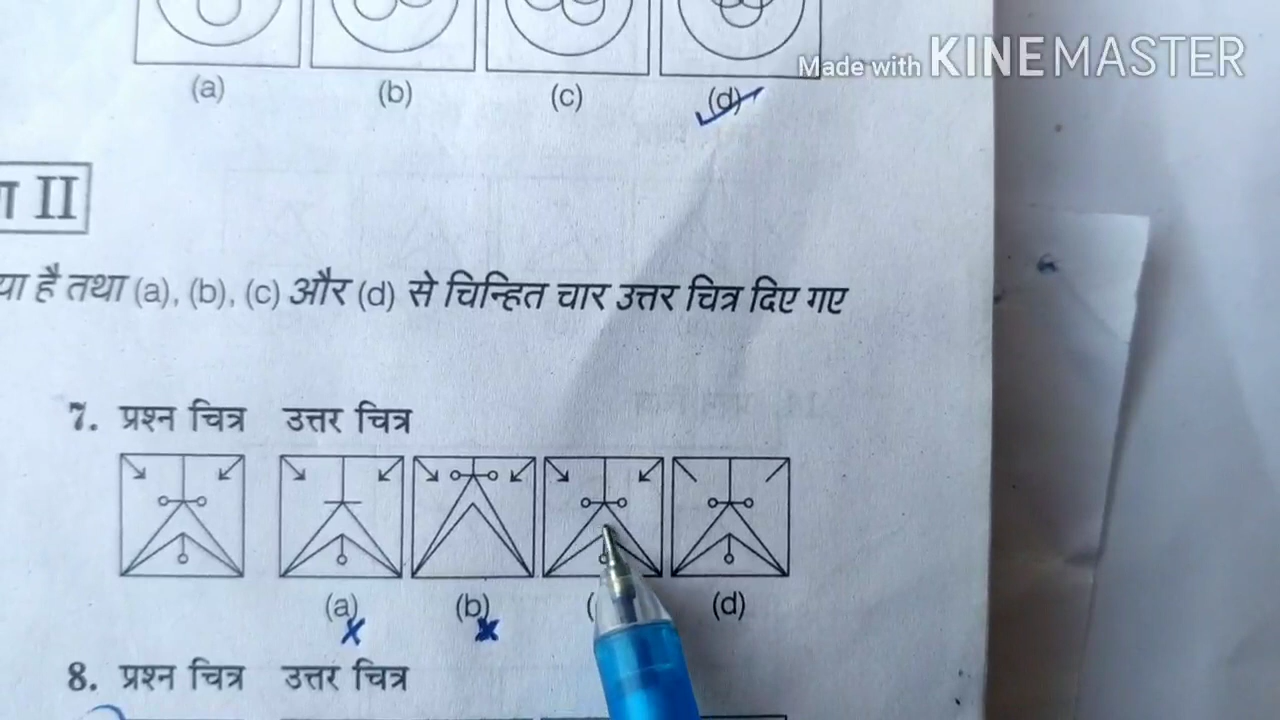 Made with KINEMASTER
(a) (b) (c) (d)
II
है तथा (a), (b), (c) और (d) से चिन्हित चार उत्तर चित्र दिए गए
7. प्रश्न चित्र उत्तर चित्र
(a) (b) (d)
8. प्रश्न चित्र उत्तर चित्र